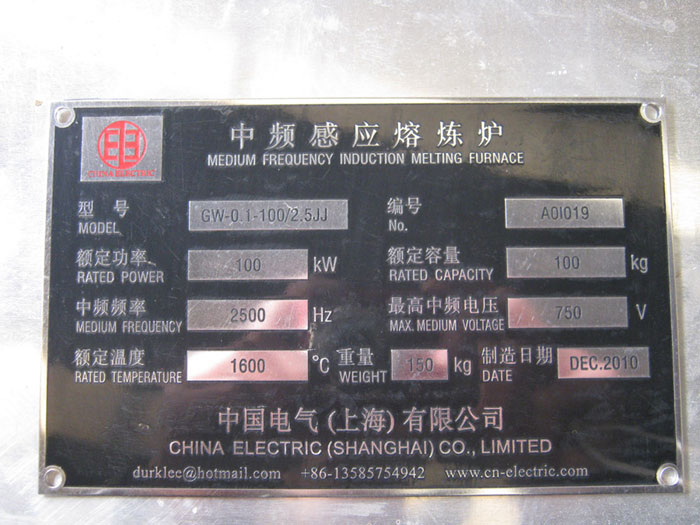 中频感应熔炼炉
MEDIUM FREQUENCY INDUCTION MELTING FURNACE
CHINA ELECTRIC
型号 GW-0.1-100/2.5JJ 编号 A0I019
MODEL No.
额定功率 100 kW 额定容量 100 kg
RATED POWER RATED CAPACITY
中频频率 2500 Hz 最高中频电压 750 V
MEDIUM FREQUENCY MAX. MEDIUM VOLTAGE
额定温度 1600 °C 重量 150 kg 制造日期 DEC.2010
RATED TEMPERATURE WEIGHT DATE
中国电气(上海)有限公司
CHINA ELECTRIC (SHANGHAI) CO., LIMITED
durklee@hotmail.com +86-13585754942 www.cn-electric.com